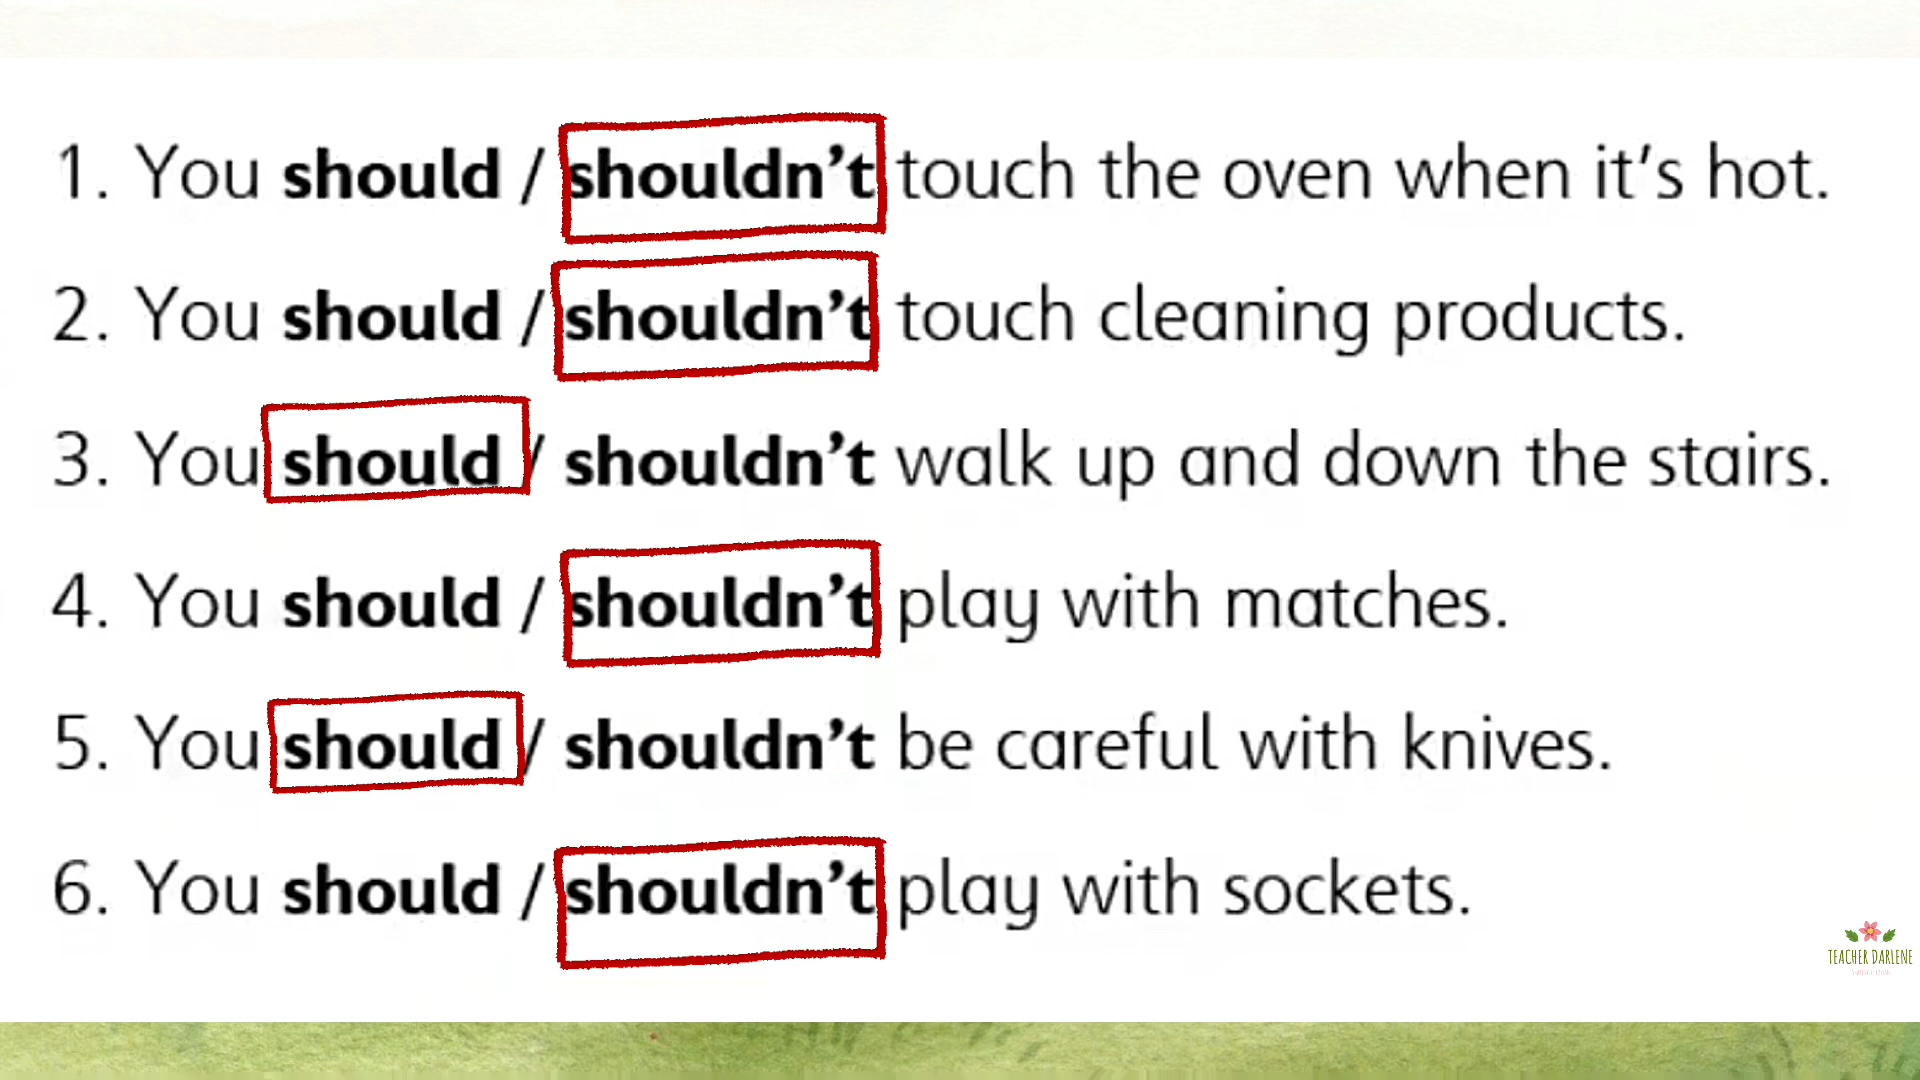 1. You should / shouldn't touch the oven when it's hot.
2. You should / shouldn't touch cleaning products.
3. You should / shouldn't walk up and down the stairs.
4. You should / shouldn't play with matches.
5. You should / shouldn't be careful with knives.
6. You should / shouldn't play with sockets.
TEACHER DARLENE